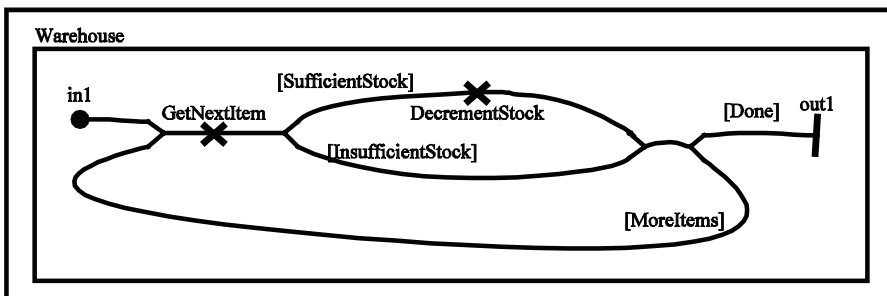 Warehouse
in1
GetNextItem
[SufficientStock]
DecrementStock
[InsufficientStock]
[Done]
out1
[MoreItems]